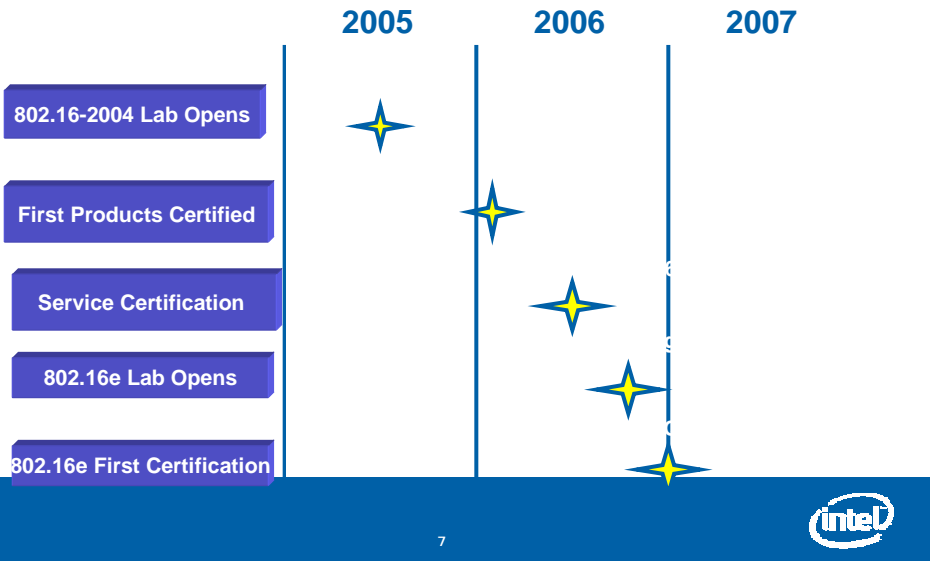 2005 2006 2007
802.16-2004 Lab Opens
First Products Certified
Service Certification
802.16e Lab Opens
802.16e First Certification
intel
7